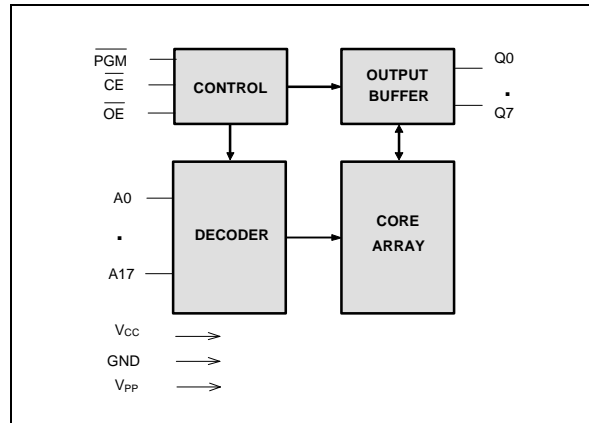 PGM
CE
OE
CONTROL
OUTPUT
BUFFER
Q0
.
Q7
A0
.
A17
DECODER
CORE
ARRAY
VCC
GND
VPP